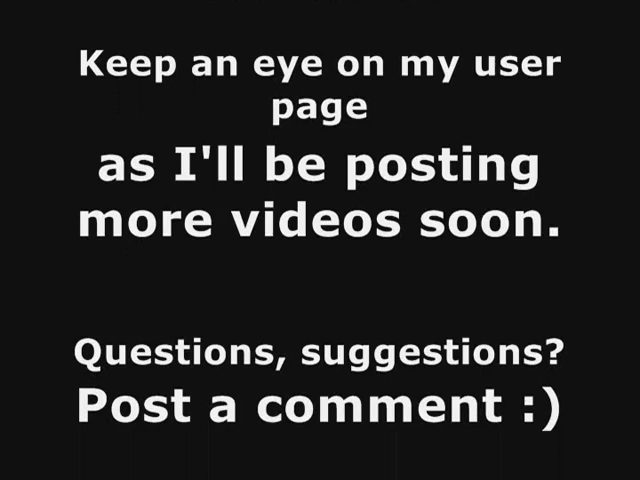 Keep an eye on my user
page
as I'll be posting
more videos soon.
Questions, suggestions?
Post a comment :)